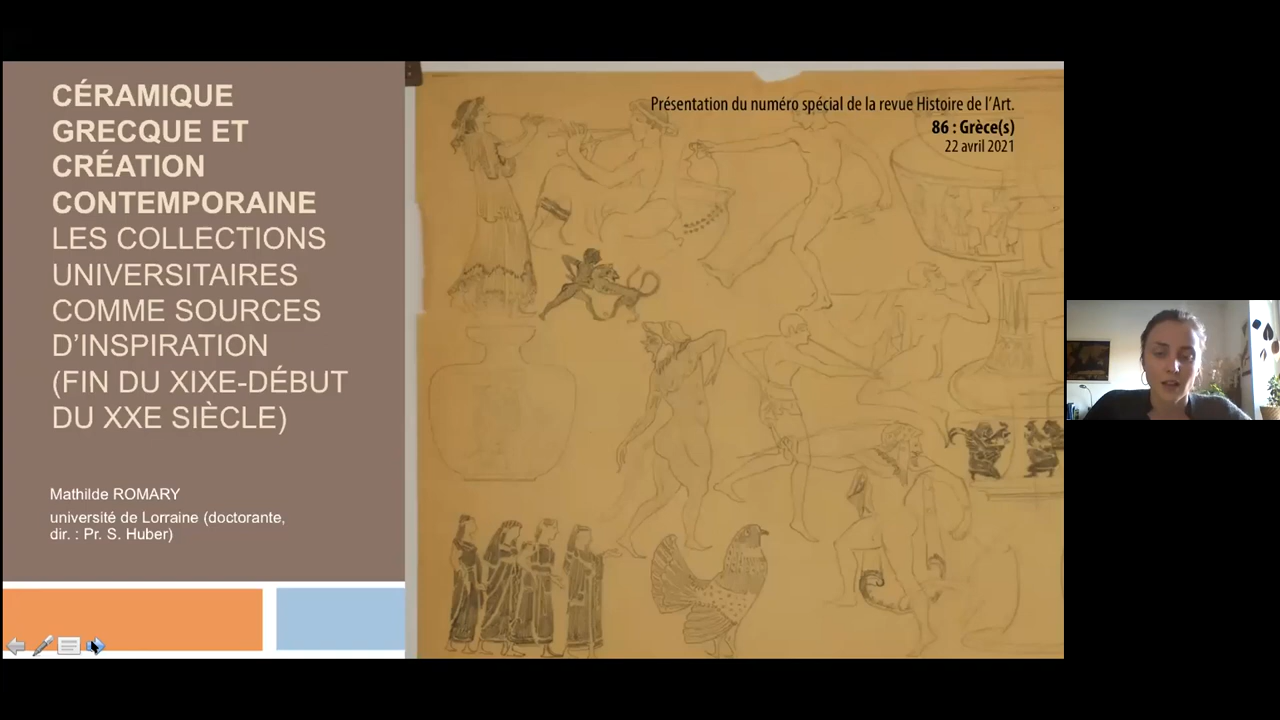 CÉRAMIQUE
GRECQUE ET
CRÉATION
CONTEMPORAINE
LES COLLECTIONS
UNIVERSITAIRES
COMME SOURCES
D’INSPIRATION
(FIN DU XIXE-DÉBUT
DU XXE SIÈCLE)
Mathilde ROMARY
université de Lorraine (doctorante,
dir. : Pr. S. Huber)
Présentation du numéro spécial de la revue Histoire de l’Art.
86 : Grèce(s)
22 avril 2021